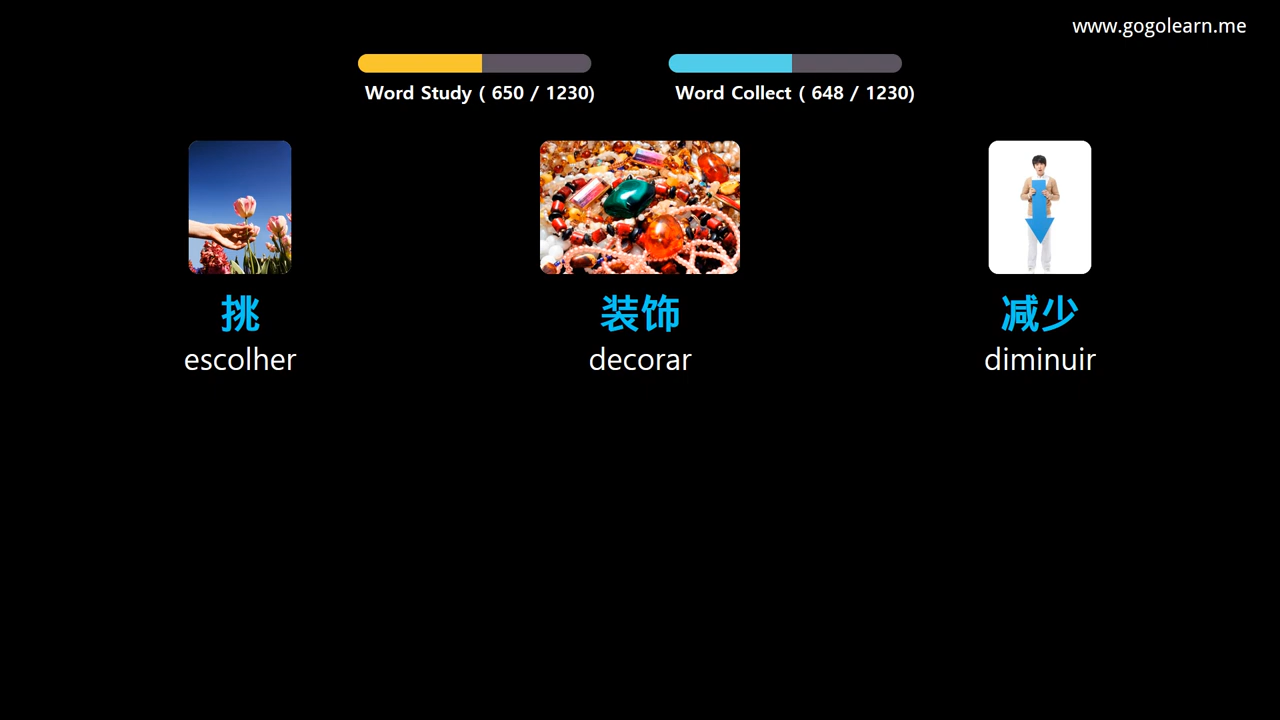 www.gogolearn.me
Word Study ( 650 / 1230)
Word Collect ( 648 / 1230)
挑
装饰
减少
escolher
decorar
diminuir